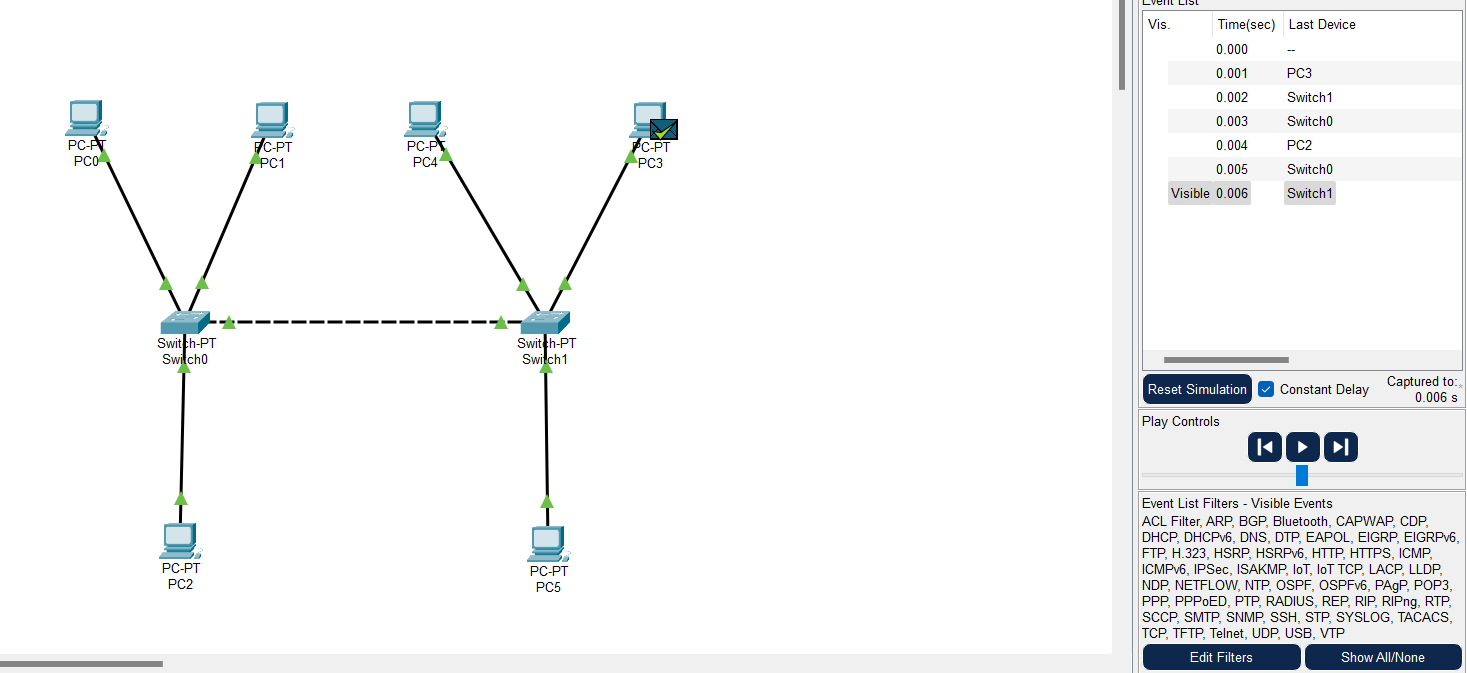 Event List
Vis. Time(sec) Last Device
0.000 --
0.001 PC3
0.002 Switch1
0.003 Switch0
0.004 PC2
0.005 Switch0
Visible 0.006 Switch1
PC-PT
PC0
PC-PT
PC1
PC-PT
PC4
PC-PT
PC3
Switch-PT
Switch0
Switch-PT
Switch1
PC-PT
PC2
PC-PT
PC5
Reset Simulation
Constant Delay
Captured to:
0.006 s
Play Controls
Event List Filters - Visible Events
ACL Filter, ARP, BGP, Bluetooth, CAPWAP, CDP,
DHCP, DHCPv6, DNS, DTP, EAPOL, EIGRP, EIGRPv6,
FTP, H.323, HSRP, HSRPv6, HTTP, HTTPS, ICMP,
ICMPv6, IPSec, ISAKMP, IoT, IoT TCP, LACP, LLDP,
NDP, NETFLOW, NTP, OSPF, OSPFv6, PAgP, POP3,
PPP, PPPoED, PTP, RADIUS, REP, RIP, RIPng, RTP,
SCCP, SMTP, SNMP, SSH, STP, SYSLOG, TACACS,
TCP, TFTP, Telnet, UDP, USB, VTP
Edit Filters
Show All/None